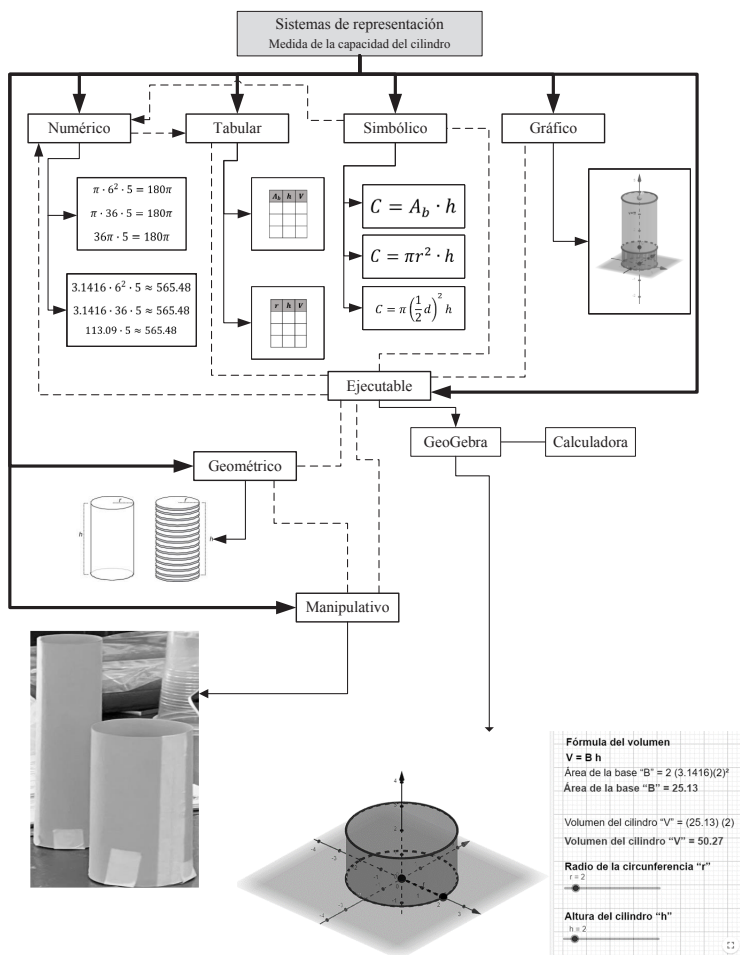 Sistemas de representación
Medida de la capacidad del cilindro
Numérico
Tabular
Simbólico
Gráfico
π · 6² · 5 = 180π
π · 36 · 5 = 180π
36π · 5 = 180π
3.1416 · 6² · 5 ≈ 565.48
3.1416 · 36 · 5 ≈ 565.48
113.09 · 5 ≈ 565.48
A_b h V
r h V
C = A_b · h
C = πr² · h
C = π(1/2 d)² h
Ejecutable
GeoGebra
Calculadora
Geométrico
r
h
r
h
Manipulativo
Fórmula del volumen
V = B h
Área de la base “B” = 2 (3.1416)(2)²
Área de la base “B” = 25.13
Volumen del cilindro “V” = (25.13) (2)
Volumen del cilindro “V” = 50.27
Radio de la circunferencia “r”
r = 2
Altura del cilindro “h”
h = 2